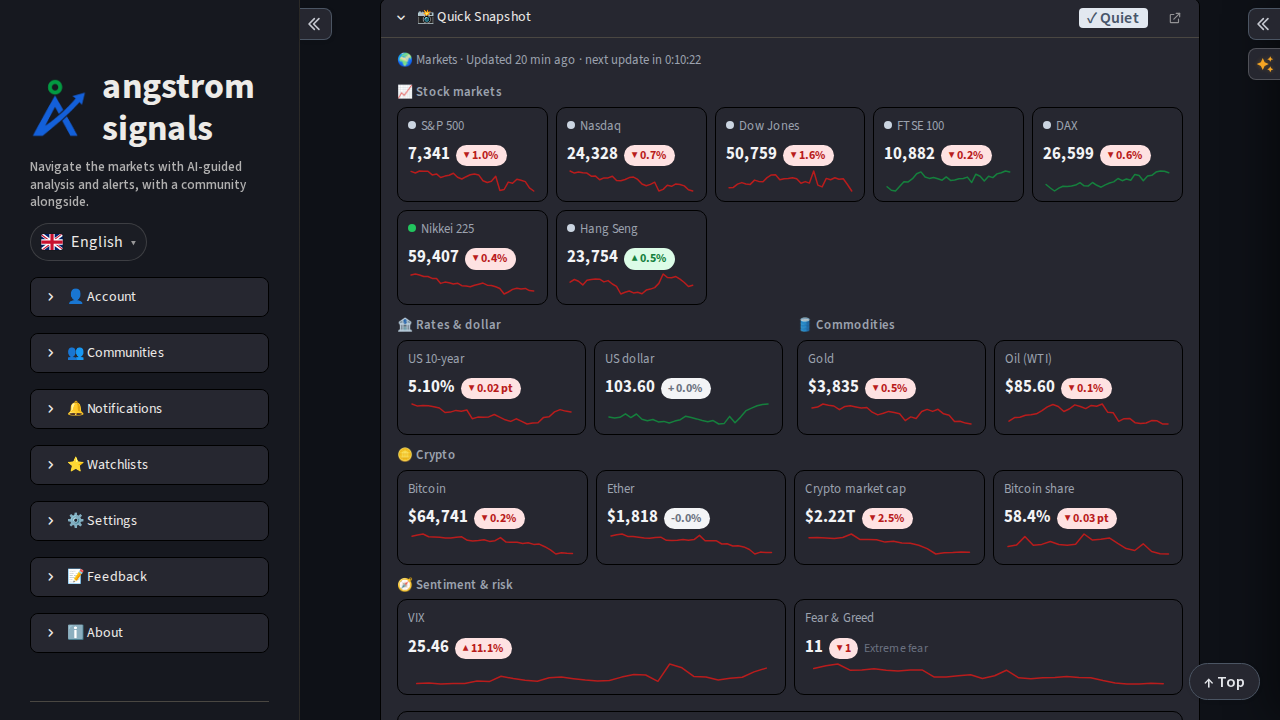 angstrom
signals
Navigate the markets with AI-guided
analysis and alerts, with a community
alongside.
English ▾
Account
Communities
Notifications
Watchlists
Settings
Feedback
About
Quick Snapshot
✓ Quiet
Markets · Updated 20 min ago · next update in 0:10:22
Stock markets
S&P 500
7,341 ▼1.0%
Nasdaq
24,328 ▼0.7%
Dow Jones
50,759 ▼1.6%
FTSE 100
10,882 ▼0.2%
DAX
26,599 ▼0.6%
Nikkei 225
59,407 ▼0.4%
Hang Seng
23,754 ▲0.5%
Rates & dollar
US 10-year
5.10% ▼0.02 pt
US dollar
103.60 +0.0%
Commodities
Gold
$3,835 ▼0.5%
Oil (WTI)
$85.60 ▼0.1%
Crypto
Bitcoin
$64,741 ▼0.2%
Ether
$1,818 -0.0%
Crypto market cap
$2.22T ▼2.5%
Bitcoin share
58.4% ▼0.03 pt
Sentiment & risk
VIX
25.46 ▲11.1%
Fear & Greed
11 ▼1 Extreme fear
↑ Top